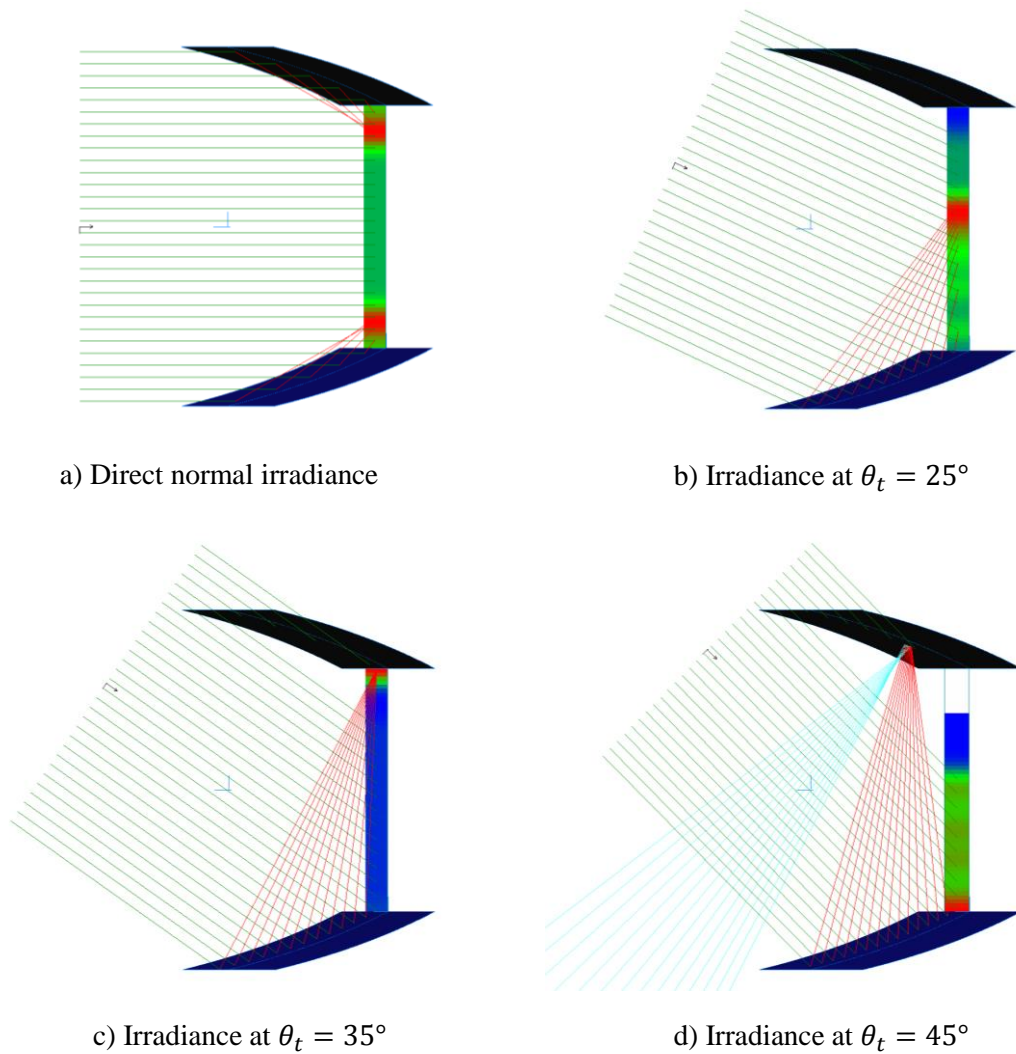 a) Direct normal irradiance
b) Irradiance at θₜ = 25°
c) Irradiance at θₜ = 35°
d) Irradiance at θₜ = 45°